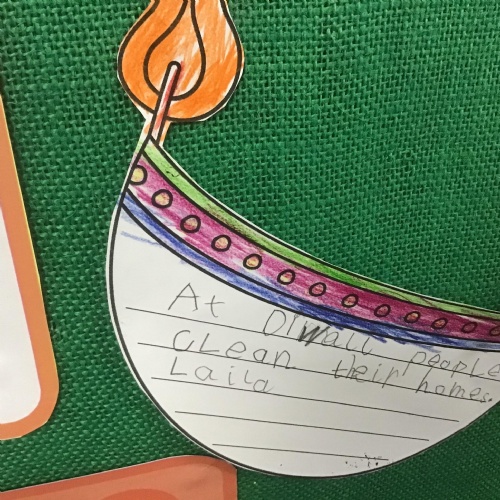 At Diwali people
CLean their homes.
Laila